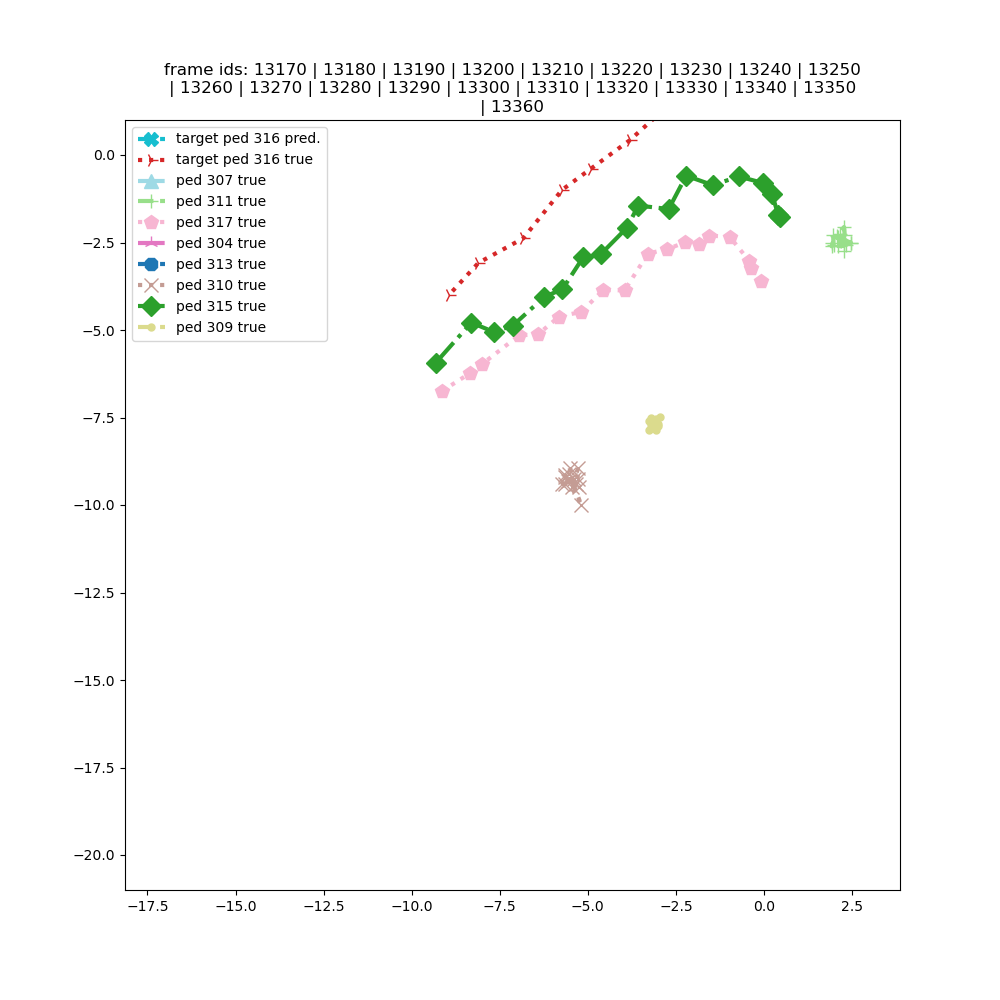 frame ids: 13170 | 13180 | 13190 | 13200 | 13210 | 13220 | 13230 | 13240 | 13250
| 13260 | 13270 | 13280 | 13290 | 13300 | 13310 | 13320 | 13330 | 13340 | 13350
| 13360
target ped 316 pred.
target ped 316 true
ped 307 true
ped 311 true
ped 317 true
ped 304 true
ped 313 true
ped 310 true
ped 315 true
ped 309 true
0.0
−2.5
−5.0
−7.5
−10.0
−12.5
−15.0
−17.5
−20.0
−17.5 −15.0 −12.5 −10.0 −7.5 −5.0 −2.5 0.0 2.5